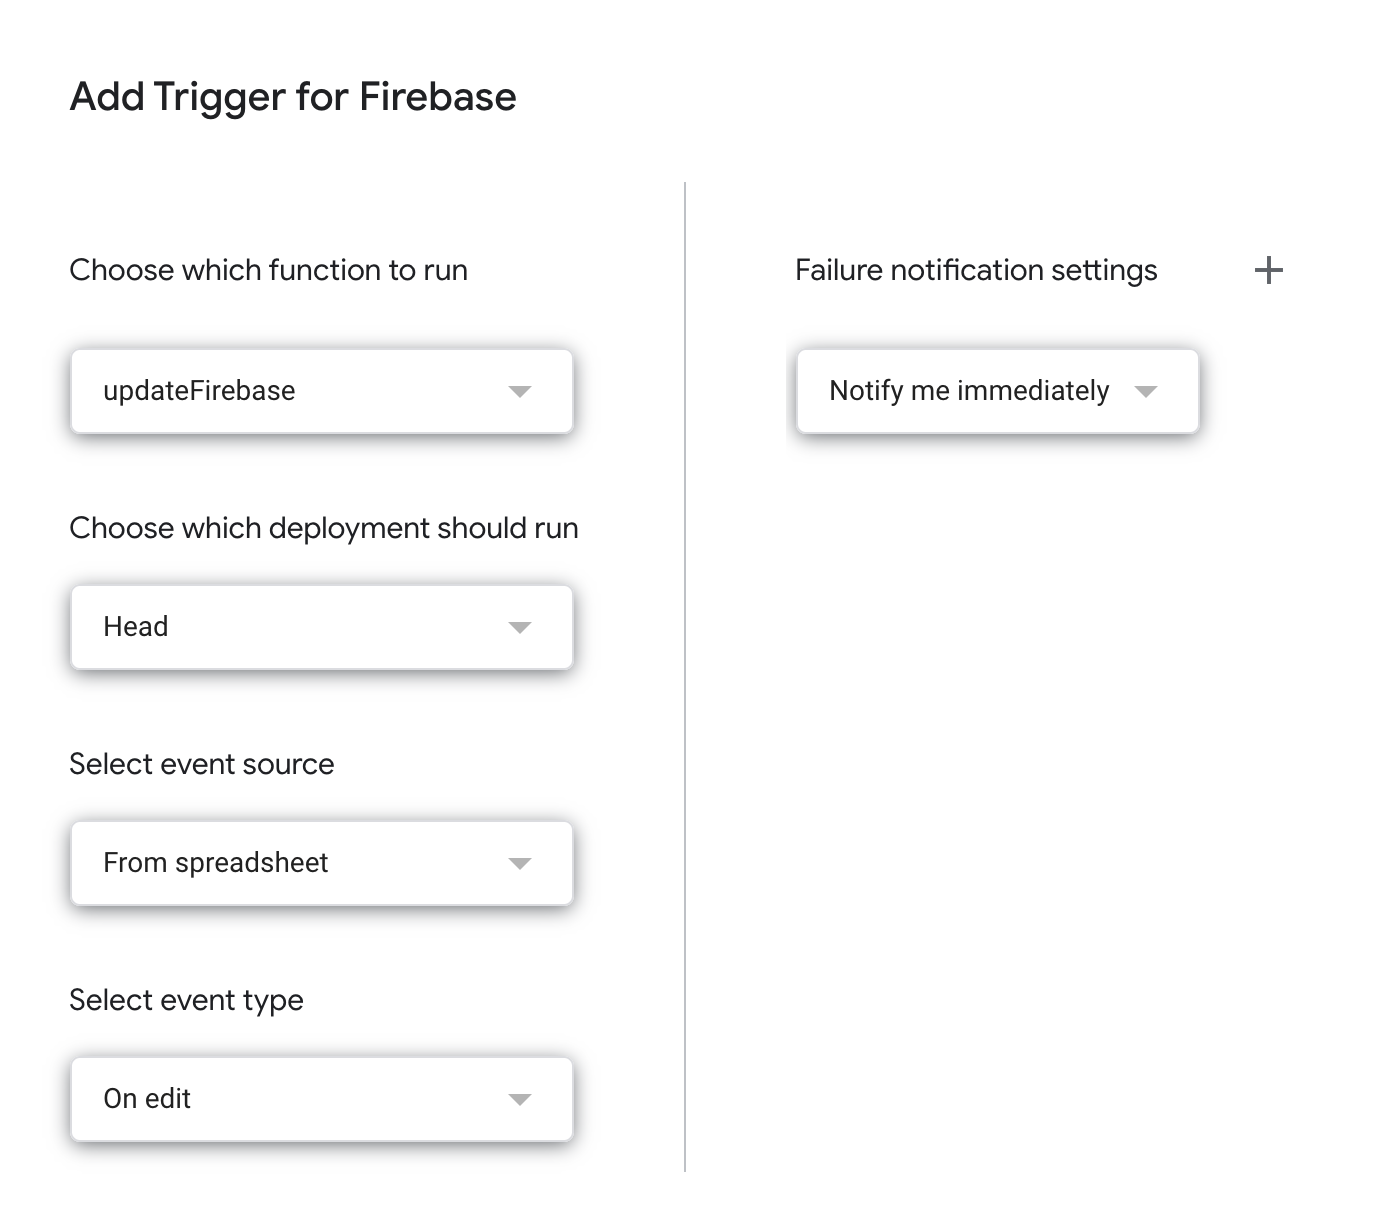 Add Trigger for Firebase
Choose which function to run
updateFirebase
Choose which deployment should run
Head
Select event source
From spreadsheet
Select event type
On edit
Failure notification settings
Notify me immediately